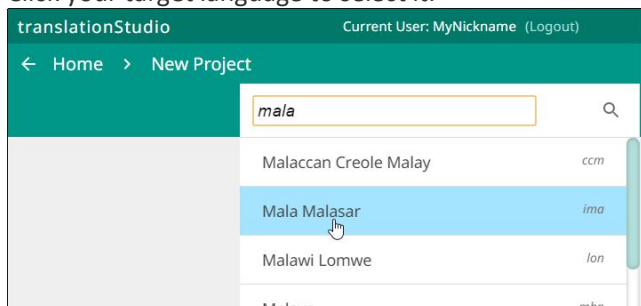 translationStudio Current User: MyNickname (Logout)
← Home > New Project
mala
Malaccan Creole Malay ccm
Mala Malasar ima
Malawi Lomwe lon